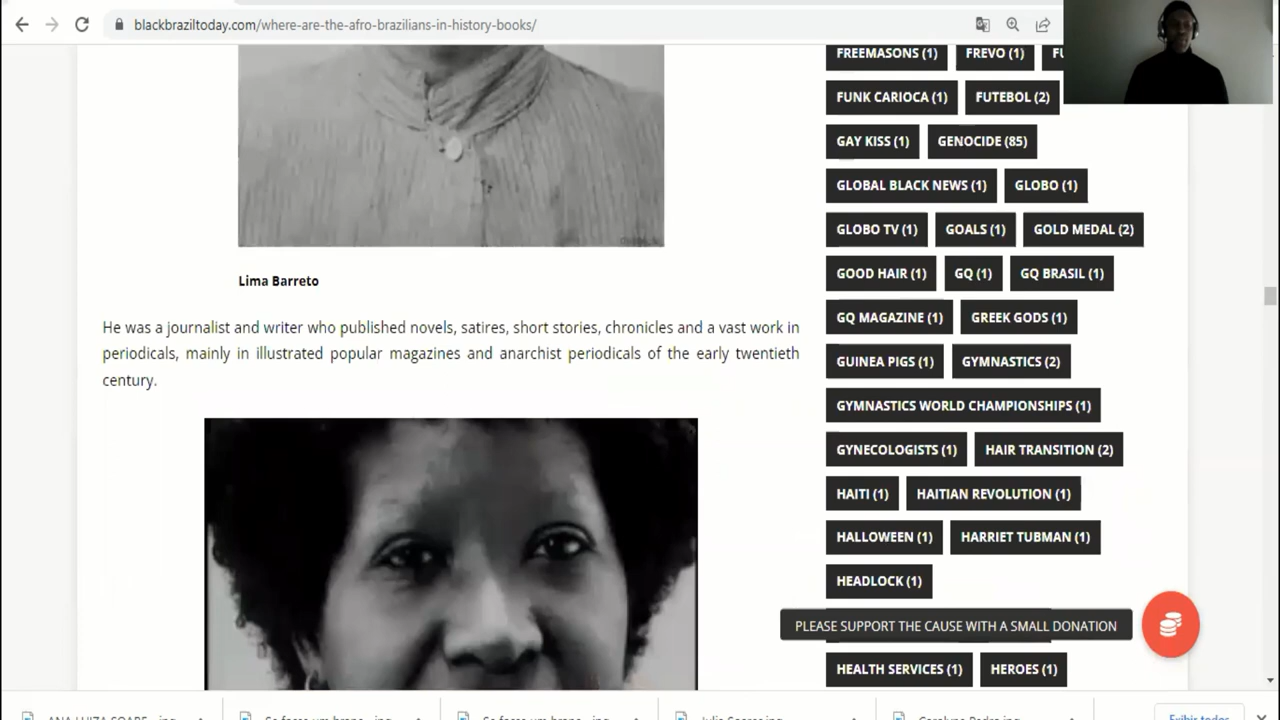 blackbraziltoday.com/where-are-the-afro-brazilians-in-history-books/
Lima Barreto
He was a journalist and writer who published novels, satires, short stories, chronicles and a vast work in
periodicals, mainly in illustrated popular magazines and anarchist periodicals of the early twentieth
century.
FREEMASONS (1) FREVO (1)
FUNK CARIOCA (1) FUTEBOL (2)
GAY KISS (1) GENOCIDE (85)
GLOBAL BLACK NEWS (1) GLOBO (1)
GLOBO TV (1) GOALS (1) GOLD MEDAL (2)
GOOD HAIR (1) GQ (1) GQ BRASIL (1)
GQ MAGAZINE (1) GREEK GODS (1)
GUINEA PIGS (1) GYMNASTICS (2)
GYMNASTICS WORLD CHAMPIONSHIPS (1)
GYNECOLOGISTS (1) HAIR TRANSITION (2)
HAITI (1) HAITIAN REVOLUTION (1)
HALLOWEEN (1) HARRIET TUBMAN (1)
HEADLOCK (1)
PLEASE SUPPORT THE CAUSE WITH A SMALL DONATION
HEALTH SERVICES (1) HEROES (1)
Exibir todos